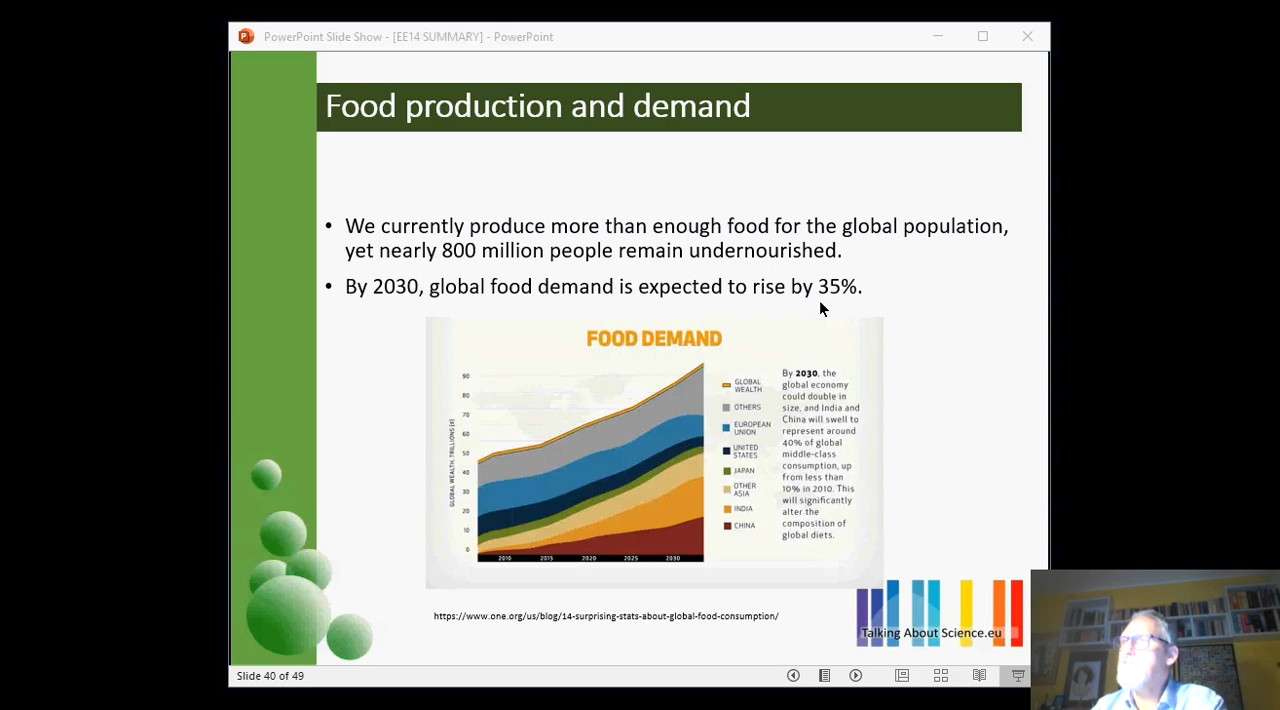 PowerPoint Slide Show - [EE14 SUMMARY] - PowerPoint
Food production and demand
• We currently produce more than enough food for the global population,
yet nearly 800 million people remain undernourished.
• By 2030, global food demand is expected to rise by 35%.
FOOD DEMAND
GLOBAL WEALTH, TRILLIONS [$]
90
80
70
60
50
40
30
20
10
0
2010 2015 2020 2025 2030
GLOBAL
WEALTH
OTHERS
EUROPEAN
UNION
UNITED
STATES
JAPAN
OTHER
ASIA
INDIA
CHINA
By 2030, the
global economy
could double in
size, and India and
China will swell to
represent around
40% of global
middle-class
consumption, up
from less than
10% in 2010. This
will significantly
alter the
composition of
global diets.
https://www.one.org/us/blog/14-surprising-stats-about-global-food-consumption/
Talking About Science.eu
Slide 40 of 49